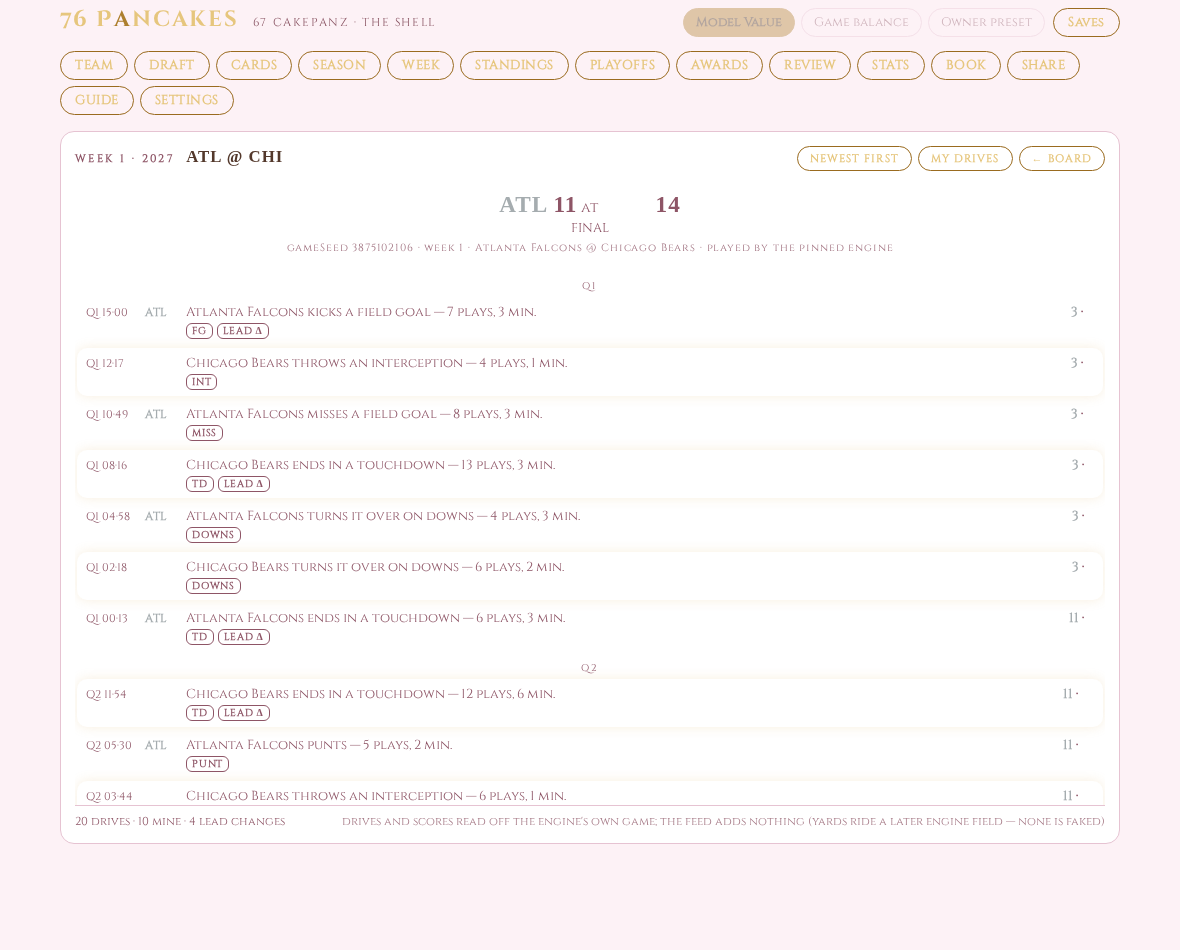 76 PANCAKES 67 CAKEPANZ · THE SHELL Model Value Game balance Owner preset Saves
TEAM DRAFT CARDS SEASON WEEK STANDINGS PLAYOFFS AWARDS REVIEW STATS BOOK SHARE
GUIDE SETTINGS
WEEK 1 · 2027 ATL @ CHI NEWEST FIRST MY DRIVES ← BOARD
ATL 11 AT 14
FINAL
gameSeed 3875102106 · week 1 · Atlanta Falcons @ Chicago Bears · played by the pinned engine
Q1
Q1 15:00 ATL Atlanta Falcons kicks a field goal — 7 plays, 3 min. 3 ·
FG LEAD Δ
Q1 12:17 Chicago Bears throws an interception — 4 plays, 1 min. 3 ·
INT
Q1 10:49 ATL Atlanta Falcons misses a field goal — 8 plays, 3 min. 3 ·
MISS
Q1 08:16 Chicago Bears ends in a touchdown — 13 plays, 3 min. 3 ·
TD LEAD Δ
Q1 04:58 ATL Atlanta Falcons turns it over on downs — 4 plays, 3 min. 3 ·
DOWNS
Q1 02:18 Chicago Bears turns it over on downs — 6 plays, 2 min. 3 ·
DOWNS
Q1 00:13 ATL Atlanta Falcons ends in a touchdown — 6 plays, 3 min. 11 ·
TD LEAD Δ
Q2
Q2 11:54 Chicago Bears ends in a touchdown — 12 plays, 6 min. 11 ·
TD LEAD Δ
Q2 05:30 ATL Atlanta Falcons punts — 5 plays, 2 min. 11 ·
PUNT
Q2 03:44 Chicago Bears throws an interception — 6 plays, 1 min. 11 ·
20 drives · 10 mine · 4 lead changes drives and scores read off the engine's own game; the feed adds nothing (yards ride a later engine field — none is faked)